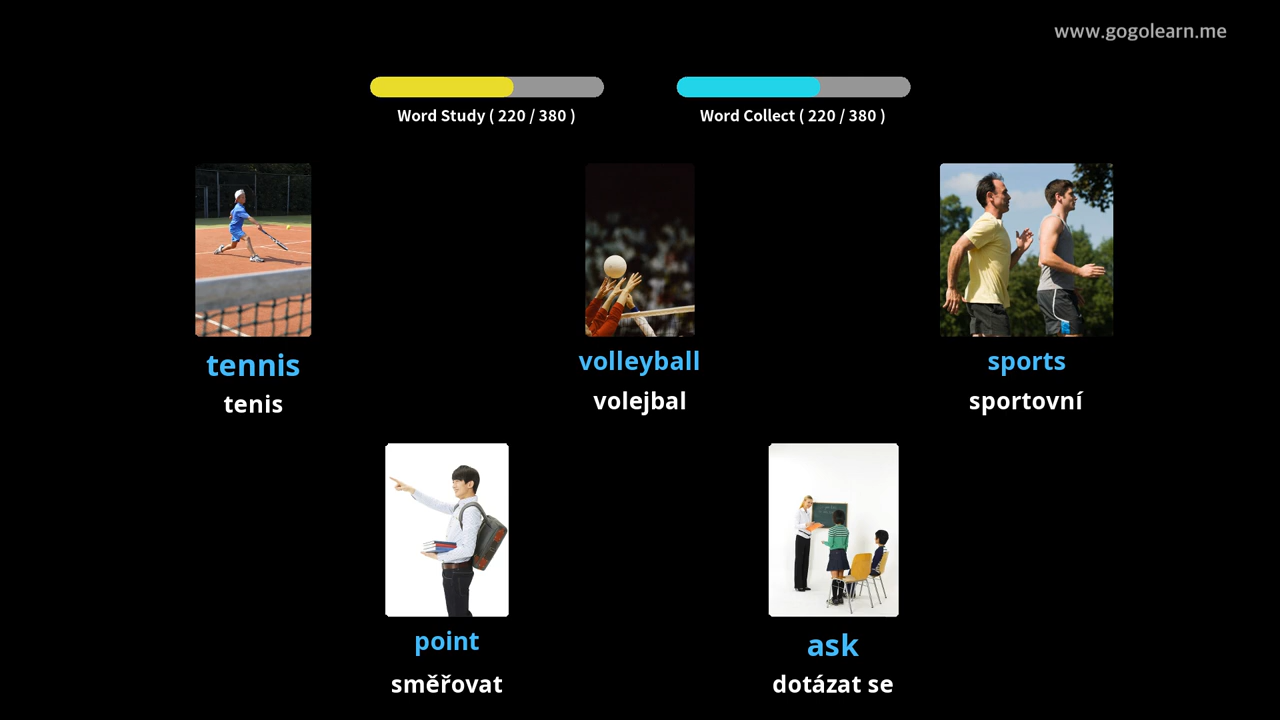 www.gogolearn.me
Word Study ( 220 / 380 )
Word Collect ( 220 / 380 )
tennis
tenis
volleyball
volejbal
sports
sportovní
point
směřovat
ask
dotázat se